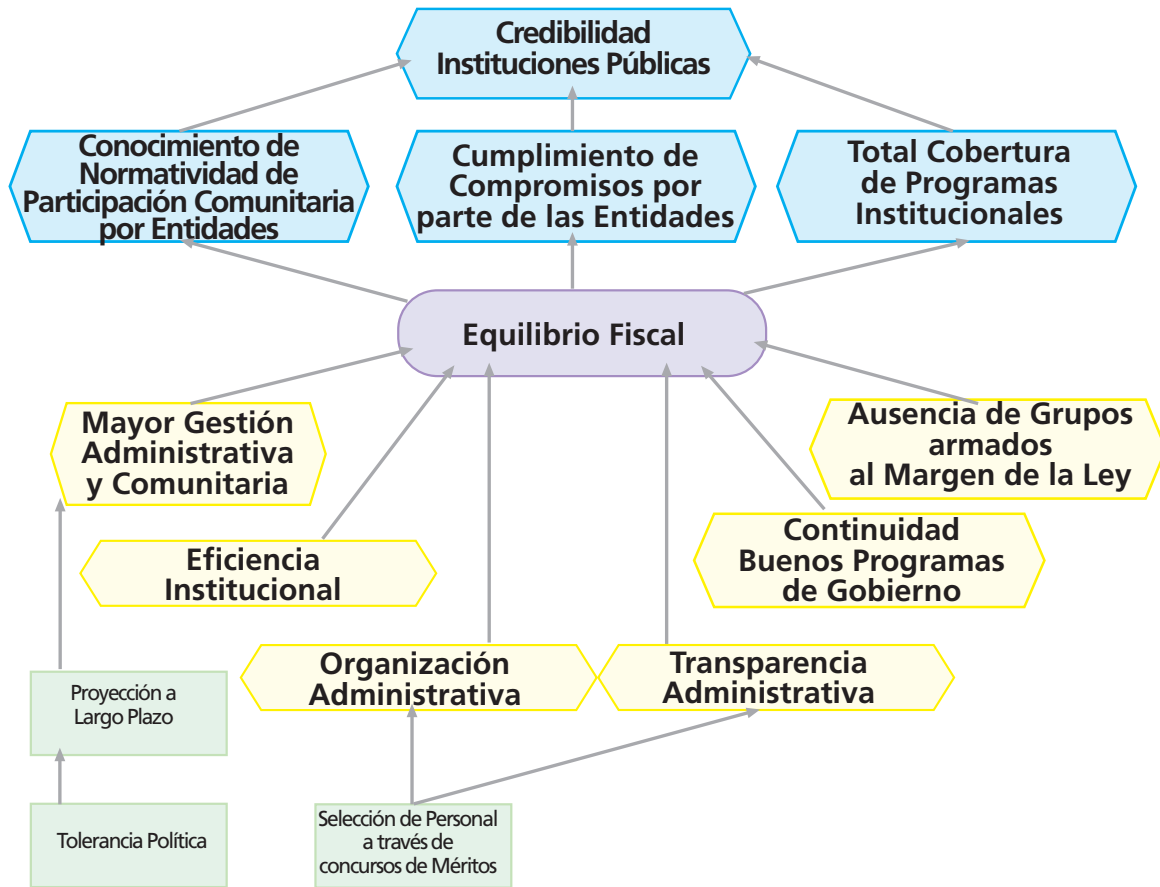 Credibilidad
Instituciones Públicas
Conocimiento de
Normatividad de
Participación Comunitaria
por Entidades
Cumplimiento de
Compromisos por
parte de las Entidades
Total Cobertura
de Programas
Institucionales
Equilibrio Fiscal
Mayor Gestión
Administrativa
y Comunitaria
Ausencia de Grupos
armados
al Margen de la Ley
Eficiencia
Institucional
Continuidad
Buenos Programas
de Gobierno
Organización
Administrativa
Transparencia
Administrativa
Proyección a
Largo Plazo
Tolerancia Política
Selección de Personal
a través de
concursos de Méritos